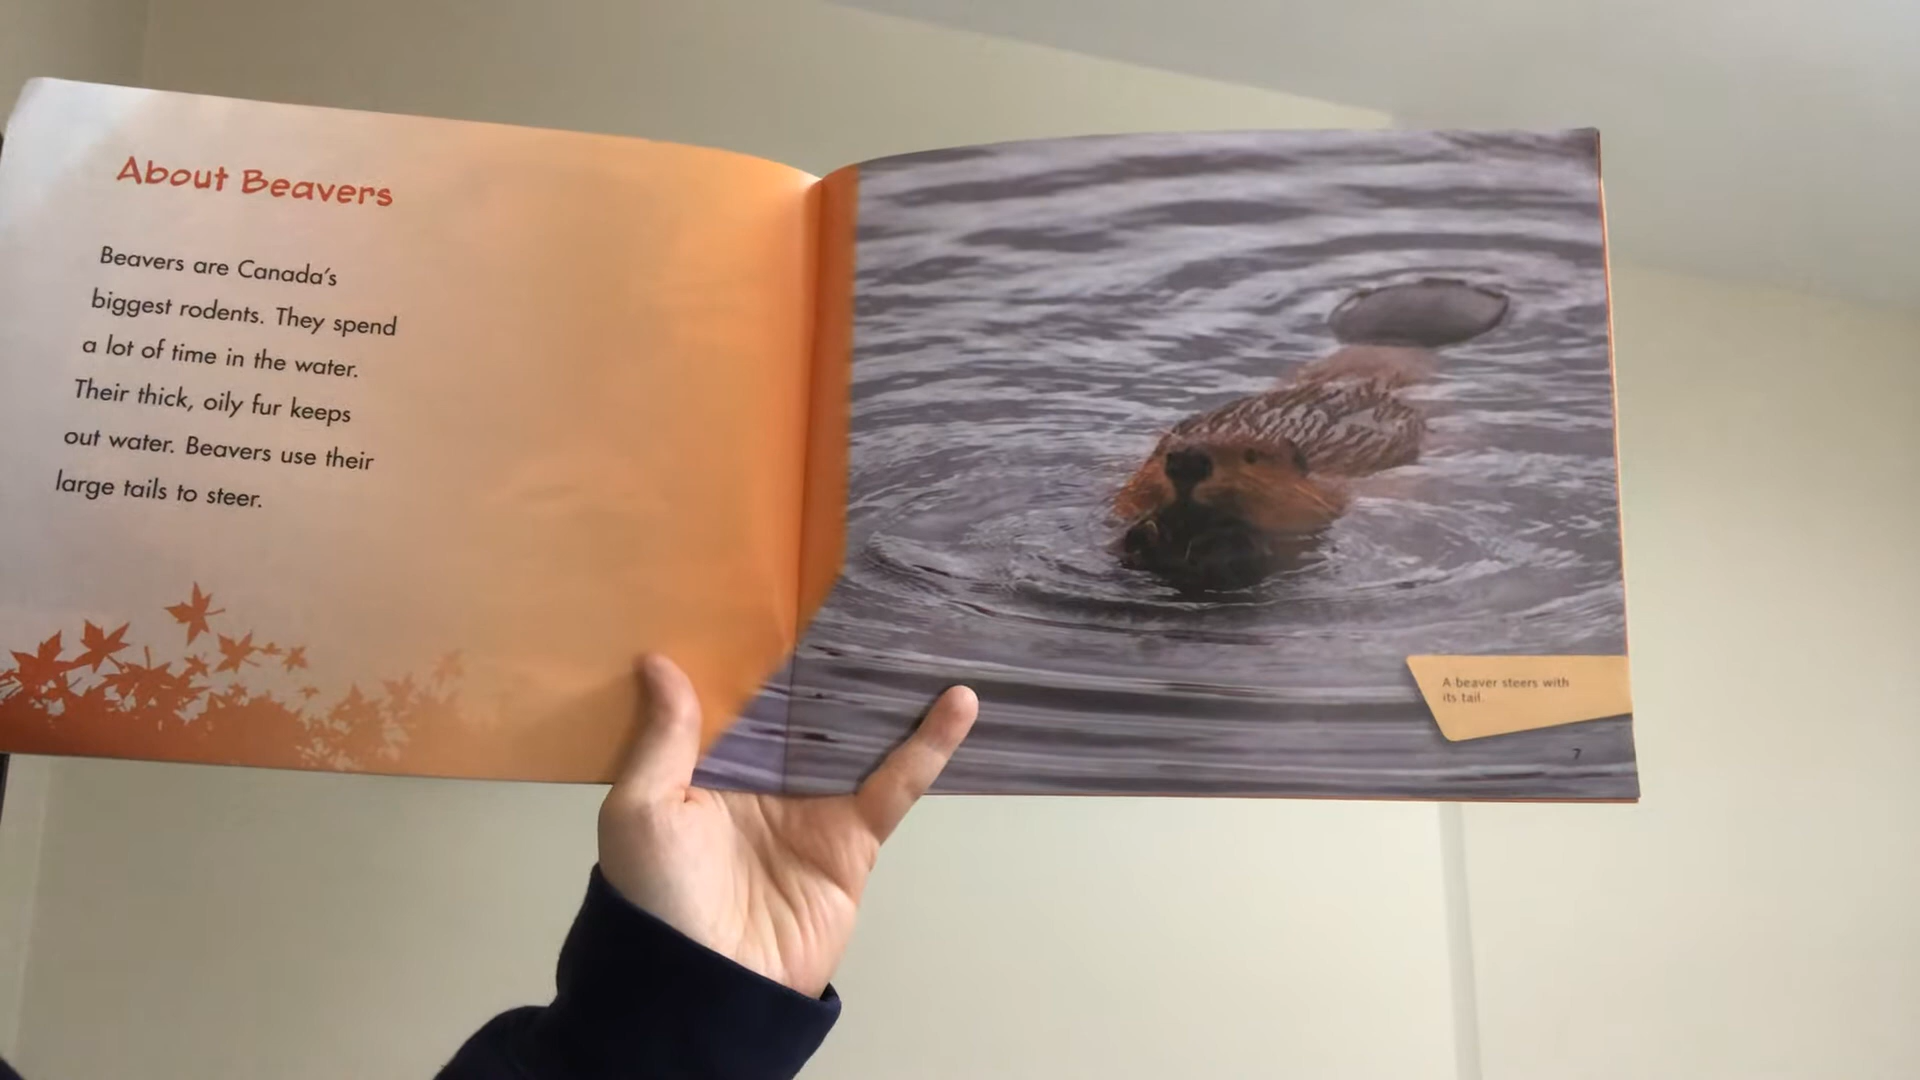 About Beavers
Beavers are Canada's
biggest rodents. They spend
a lot of time in the water.
Their thick, oily fur keeps
out water. Beavers use their
large tails to steer.
A beaver steers with
its tail.
7